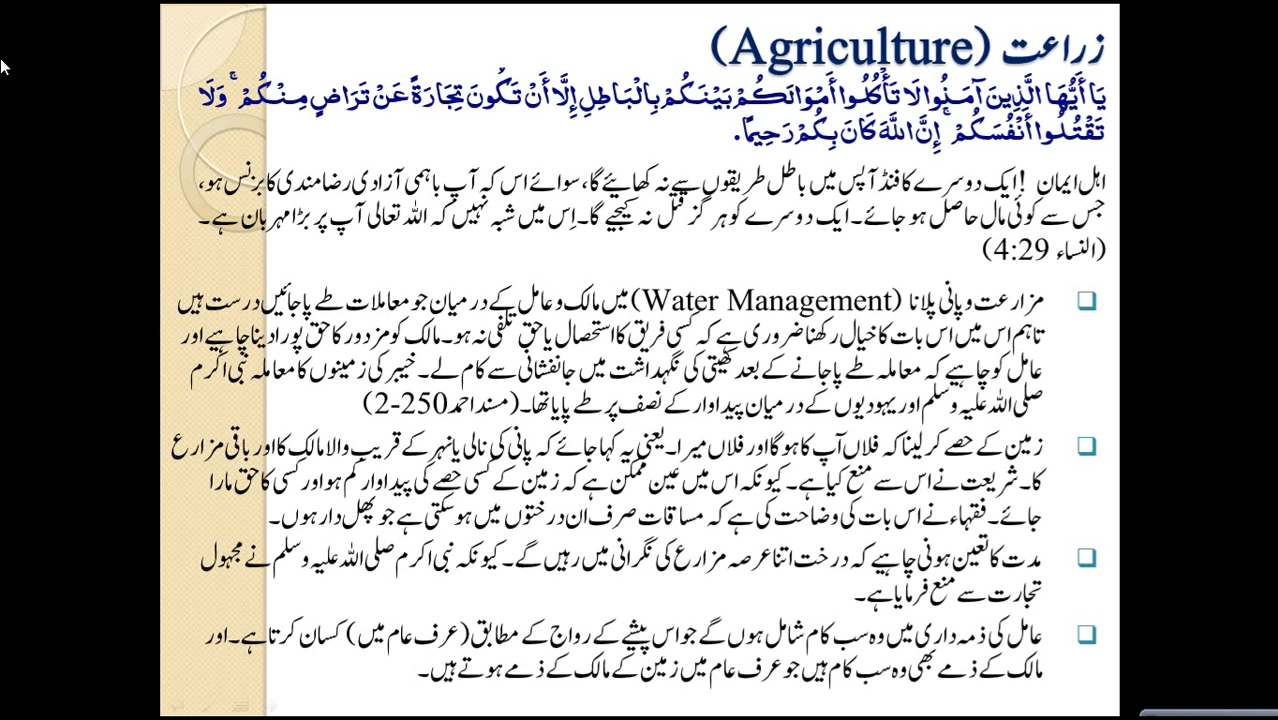 زراعت (Agriculture)
يَا أَيُّهَا الَّذِينَ آمَنُوا لَا تَأْكُلُوا أَمْوَالَكُمْ بَيْنَكُمْ بِالْبَاطِلِ إِلَّا أَنْ تَكُونَ تِجَارَةً عَنْ تَرَاضٍ مِنْكُمْ ۚ وَلَا
تَقْتُلُوا أَنْفُسَكُمْ ۚ إِنَّ اللَّهَ كَانَ بِكُمْ رَحِيمًا.
اہل ایمان ! ایک دوسرے کا فنڈ آپس میں باطل طریقوں سے نہ کھایئے گا، سوائے اس کہ آپ باہمی آزادی رضامندی کا بزنس ہو،
جس سے کوئی مال حاصل ہو جائے۔ ایک دوسرے کو ہر گز قتل نہ کیجیے گا۔ اِس میں شبہ نہیں کہ اللہ تعالی آپ پر بڑا مہربان ہے۔
(النساء 4:29)
❑ مزارعت و پانی پلانا (Water Management) میں مالک و عامل کے درمیان جو معاملات طے پا جائیں درست ہیں
تاہم اس میں اس بات کا خیال رکھنا ضروری ہے کہ کسی فریق کا استحصال یا حق تلفی نہ ہو۔ مالک کو مزدور کا حق پورا دینا چاہیے اور
عامل کو چاہیے کہ معاملہ طے پا جانے کے بعد کھیتی کی نگہداشت میں جانفشانی سے کام لے۔ خیبر کی زمینوں کا معاملہ نبی اکرم
صلی اللہ علیہ وسلم اور یہودیوں کے درمیان پیداوار کے نصف پر طے پایا تھا۔ (مسند احمد 250-2)
❑ زمین کے حصے کر لینا کہ فلاں آپ کا ہو گا اور فلاں میرا۔ یعنی یہ کہا جائے کہ پانی کی نالی یا نہر کے قریب والا مالک کا اور باقی مزارع
کا۔ شریعت نے اس سے منع کیا ہے۔ کیونکہ اس میں عین ممکن ہے کہ زمین کے کسی حصے کی پیداوار کم ہو اور کسی کا حق مارا
جائے۔ فقہاء نے اس بات کی وضاحت کی ہے کہ مساقات صرف ان درختوں میں ہو سکتی ہے جو پھل دار ہوں۔
❑ مدت کا تعین ہونی چاہیے کہ درخت اتنا عرصہ مزارع کی نگرانی میں رہیں گے۔ کیونکہ نبی اکرم صلی اللہ علیہ وسلم نے مجہول
تجارت سے منع فرمایا ہے۔
❑ عامل کی ذمہ داری میں وہ سب کام شامل ہوں گے جو اس پیشے کے رواج کے مطابق (عرف عام میں) کسان کرتا ہے۔ اور
مالک کے ذمے بھی وہ سب کام ہیں جو عرف عام میں زمین کے مالک کے ذمے ہوتے ہیں۔